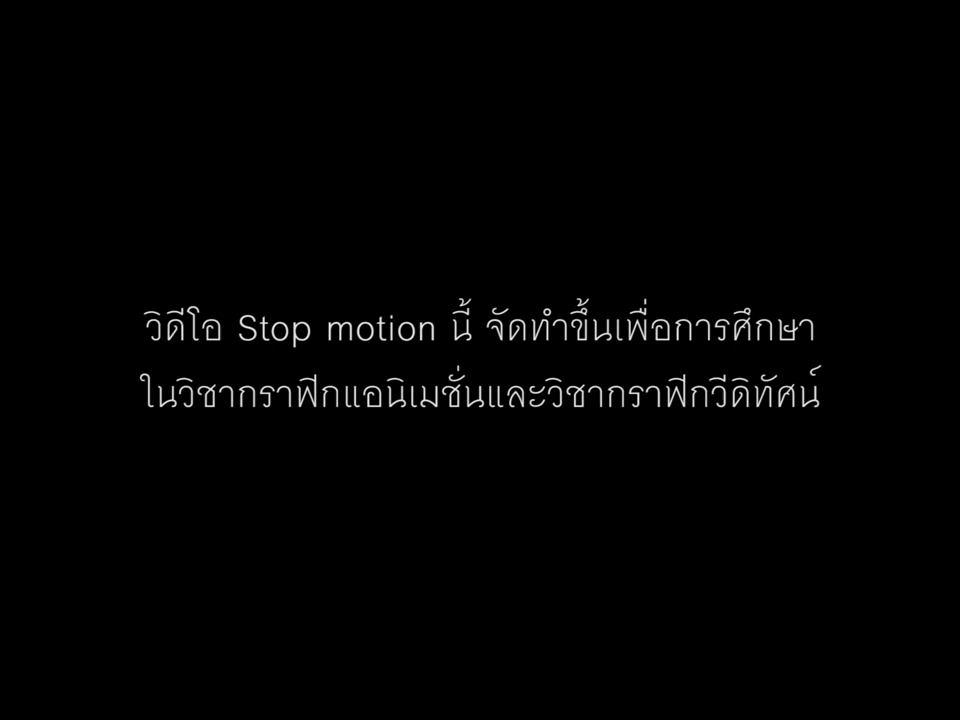 วิดีโอ Stop motion นี้ จัดทำขึ้นเพื่อการศึกษา
ในวิชากราฟีกแอนิเมชั่นและวิชากราฟีกวีดิทัศน์